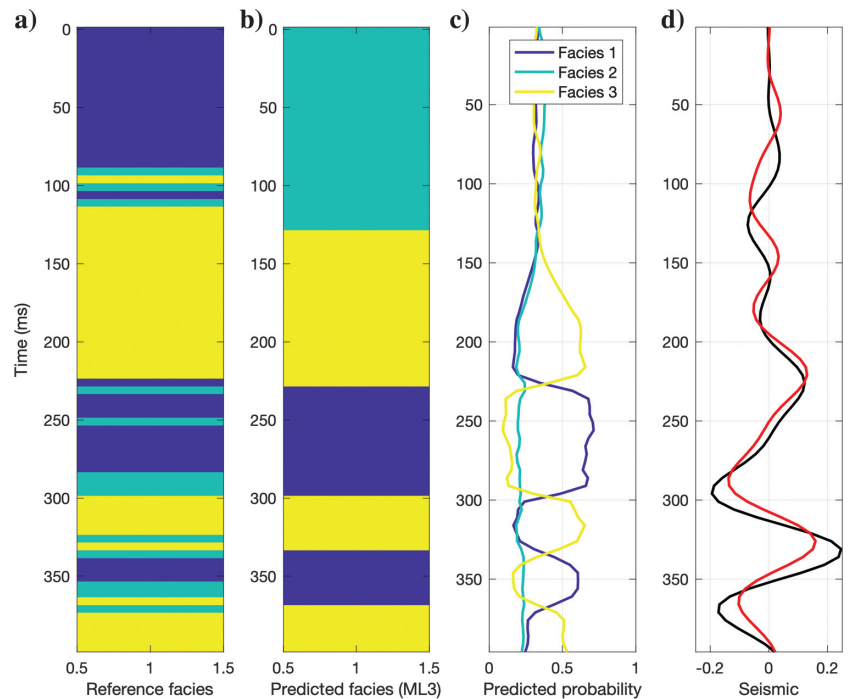 a)
b)
c)
d)
Time (ms)
0
50
100
150
200
250
300
350
0.5 1 1.5
Reference facies
0
50
100
150
200
250
300
350
0.5 1 1.5
Predicted facies (ML3)
Facies 1
Facies 2
Facies 3
50
100
150
200
250
300
350
0 0.5 1
Predicted probability
50
100
150
200
250
300
350
-0.2 0 0.2
Seismic